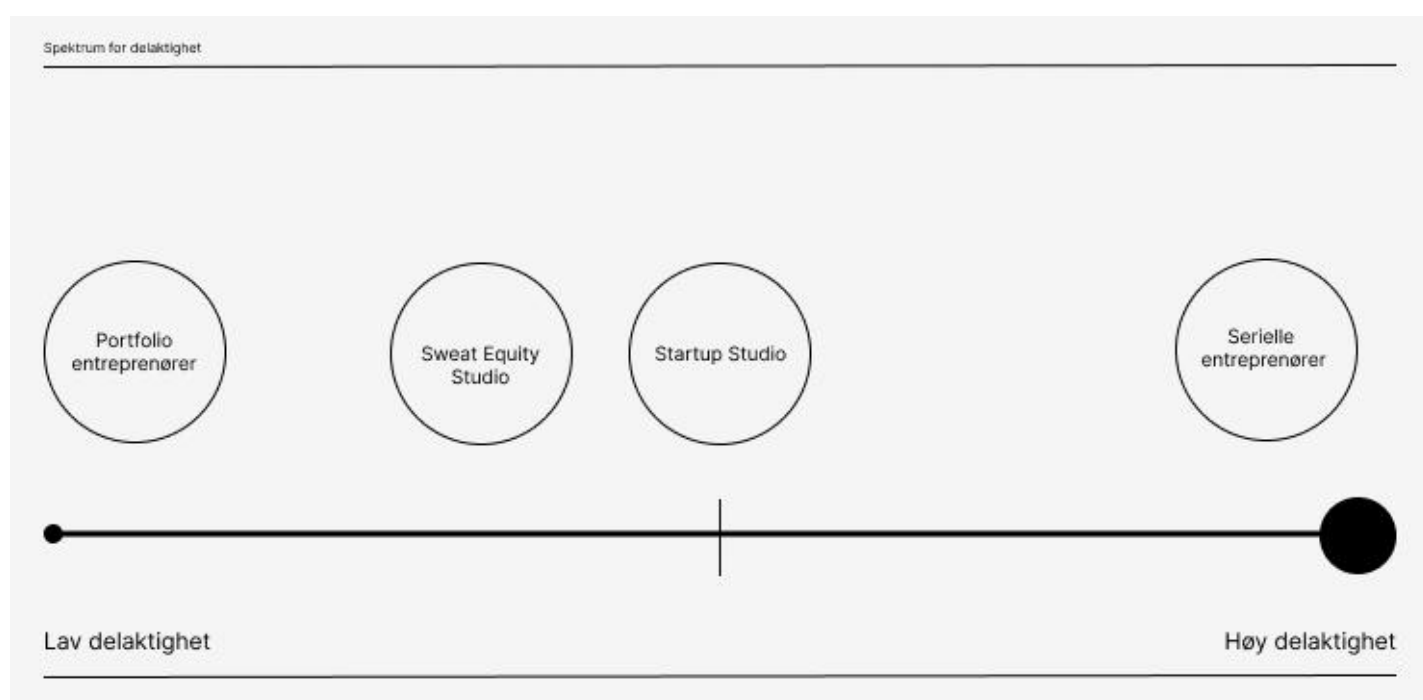 Spektrum for delaktighet
Portfolio
entreprenører
Sweat Equity
Studio
Startup Studio
Serielle
entreprenører
Lav delaktighet
Høy delaktighet